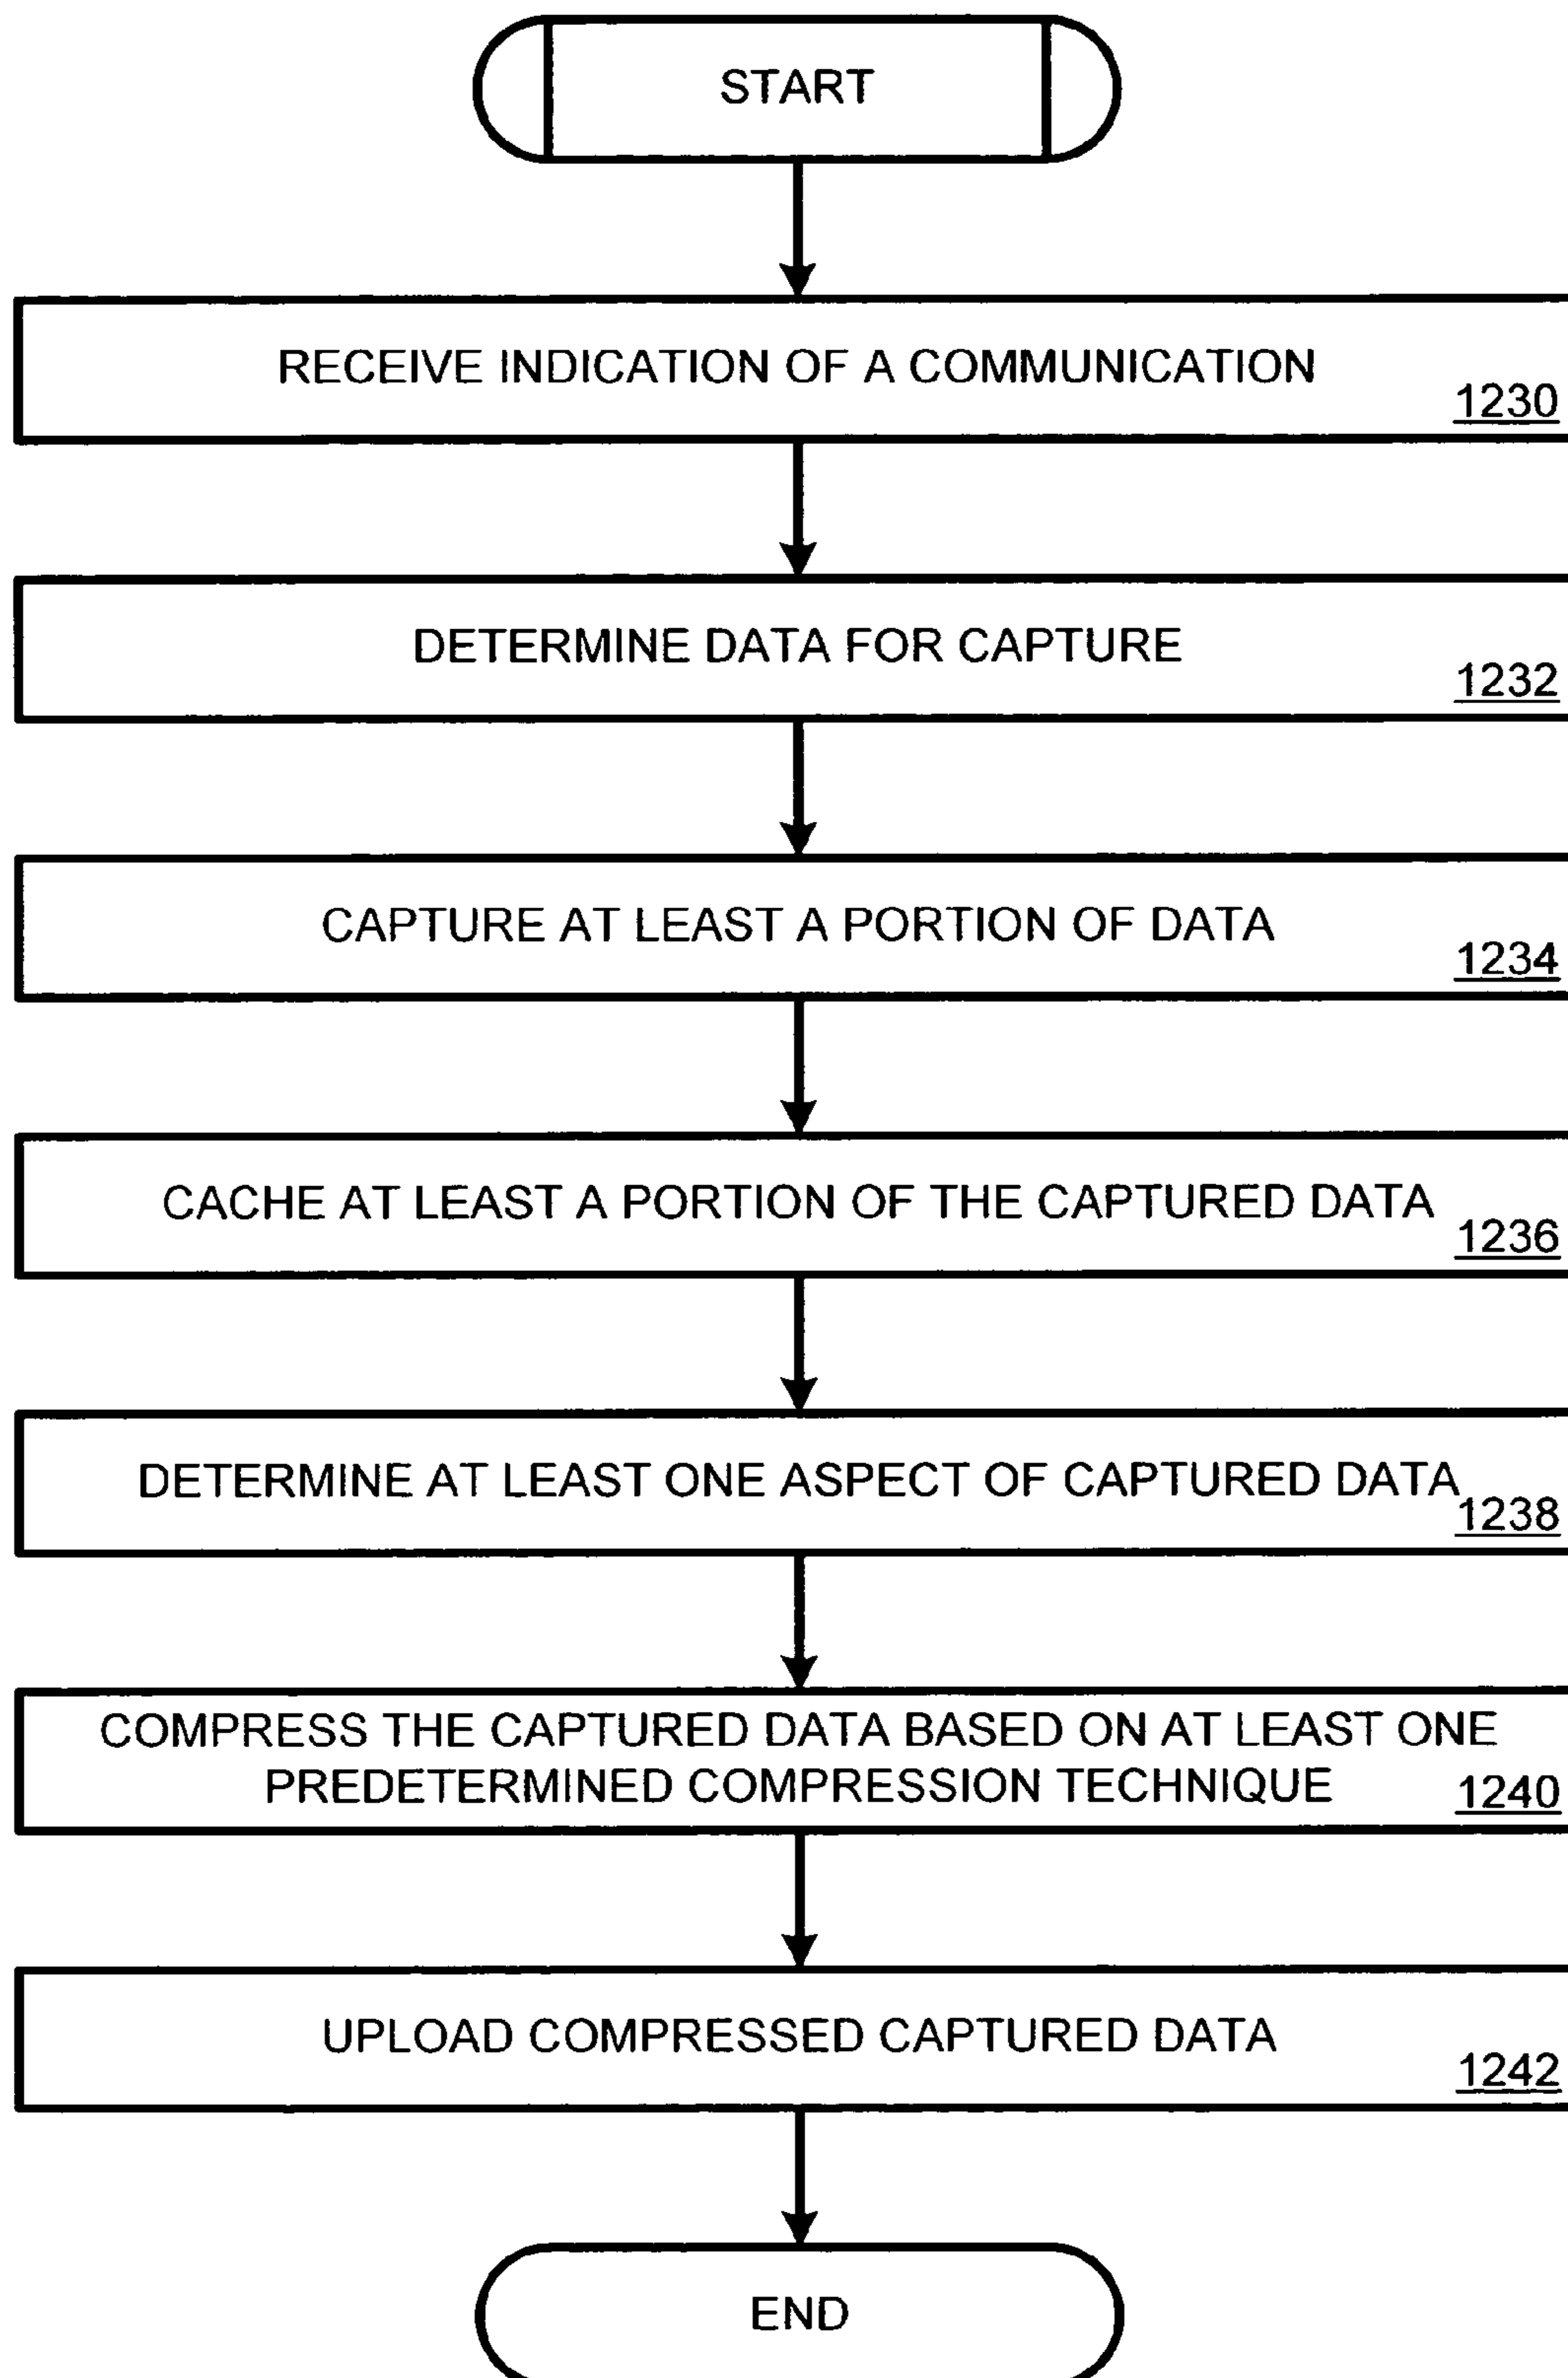 START
RECEIVE INDICATION OF A COMMUNICATION
1230
DETERMINE DATA FOR CAPTURE
1232
CAPTURE AT LEAST A PORTION OF DATA
1234
CACHE AT LEAST A PORTION OF THE CAPTURED DATA
1236
DETERMINE AT LEAST ONE ASPECT OF CAPTURED DATA
1238
COMPRESS THE CAPTURED DATA BASED ON AT LEAST ONE
PREDETERMINED COMPRESSION TECHNIQUE
1240
UPLOAD COMPRESSED CAPTURED DATA
1242
END